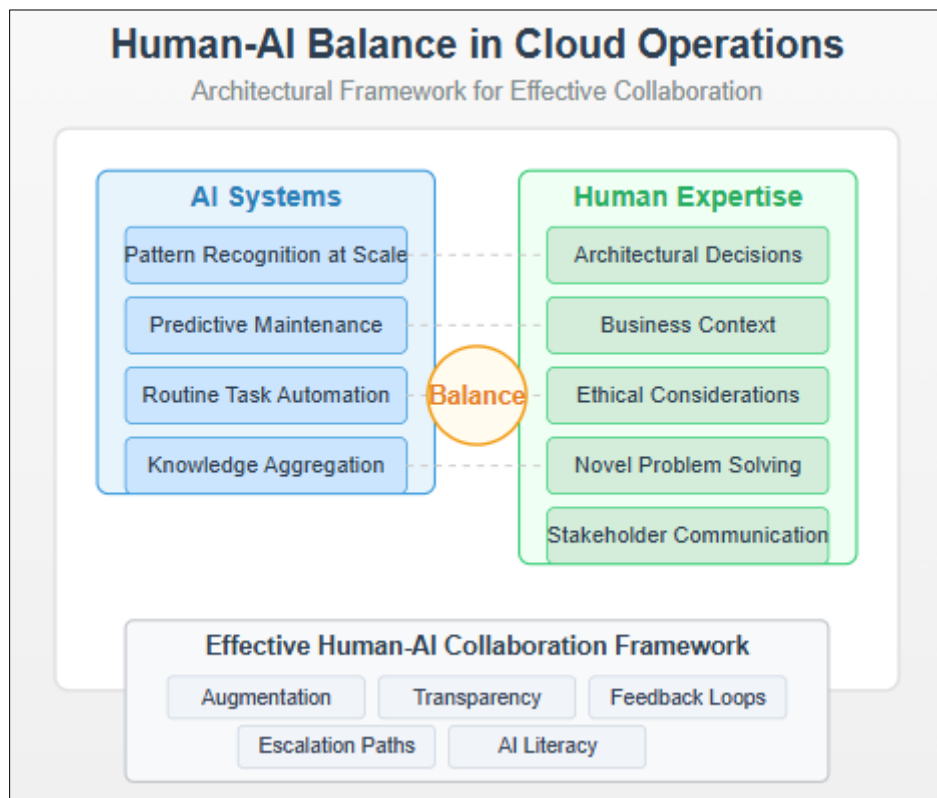 Human-AI Balance in Cloud Operations
Architectural Framework for Effective Collaboration
AI Systems
Pattern Recognition at Scale
Predictive Maintenance
Routine Task Automation
Knowledge Aggregation
Balance
Human Expertise
Architectural Decisions
Business Context
Ethical Considerations
Novel Problem Solving
Stakeholder Communication
Effective Human-AI Collaboration Framework
Augmentation
Transparency
Feedback Loops
Escalation Paths
AI Literacy